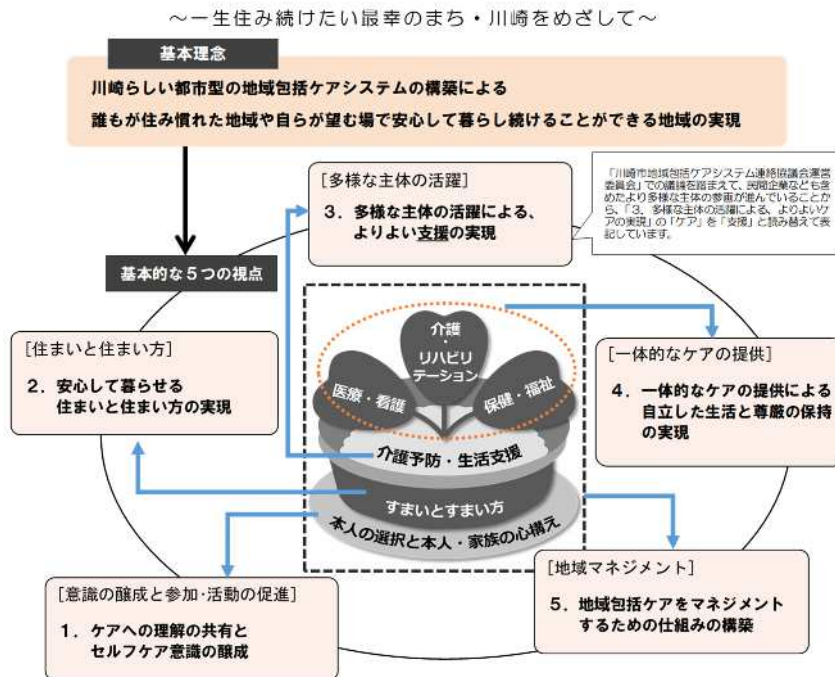 ～一生住み続けたい最幸のまち・川崎をめざして～
基本理念
川崎らしい都市型の地域包括ケアシステムの構築による
誰もが住み慣れた地域や自らが望む場で安心して暮らし続けることができる地域の実現
[多様な主体の活躍]
3．多様な主体の活躍による、
よりよい支援の実現
「川崎市地域包括ケアシステム連絡協議会運営
委員会」での議論を踏まえて、民間企業なども含
めたより多様な主体の参画が進んでいることか
ら、「3．多様な主体の活躍による、よりよいケ
アの実現」の「ケア」を「支援」と読み替えて表
記しています。
基本的な５つの視点
[住まいと住まい方]
2．安心して暮らせる
住まいと住まい方の実現
介護
・
リハビリ
テーション
医療・看護
保健・福祉
介護予防・生活支援
すまいとすまい方
本人の選択と本人・家族の心構え
[一体的なケアの提供]
4．一体的なケアの提供による
自立した生活と尊厳の保持
の実現
[意識の醸成と参加･活動の促進]
1．ケアへの理解の共有と
セルフケア意識の醸成
[地域マネジメント]
5．地域包括ケアをマネジメント
するための仕組みの構築